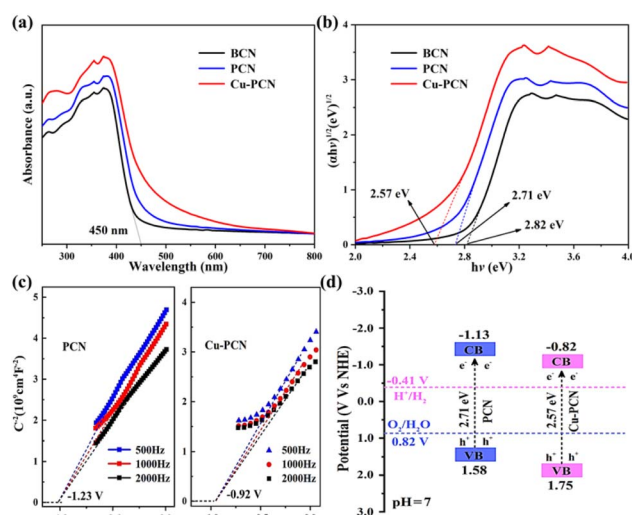 (a)
BCN
PCN
Cu-PCN
Absorbance (a.u.)
450 nm
300 400 500 600 700 800
Wavelength (nm)
(b)
BCN
PCN
Cu-PCN
(αhν)^1/2(eV)^1/2
4
3
2
1
0
2.57 eV
2.71 eV
2.82 eV
2.0 2.4 2.8 3.2 3.6 4.0
hν (eV)
(c)
PCN
5
4
3
2
1
0
-1.23 V
500Hz
1000Hz
2000Hz
Cu-PCN
4
3
2
1
0
-0.92 V
500Hz
1000Hz
2000Hz
(d)
Potential (V Vs NHE)
-3.0
-2.0
-1.0
0.0
1.0
2.0
3.0
-1.13
CB
e- e-
-0.82
CB
e- e-
-0.41 V
H+/H2
2.71 eV
PCN
2.57 eV
Cu-PCN
O2/H2O
0.82 V
h+ h+
VB
1.58
h+ h+
VB
1.75
pH=7